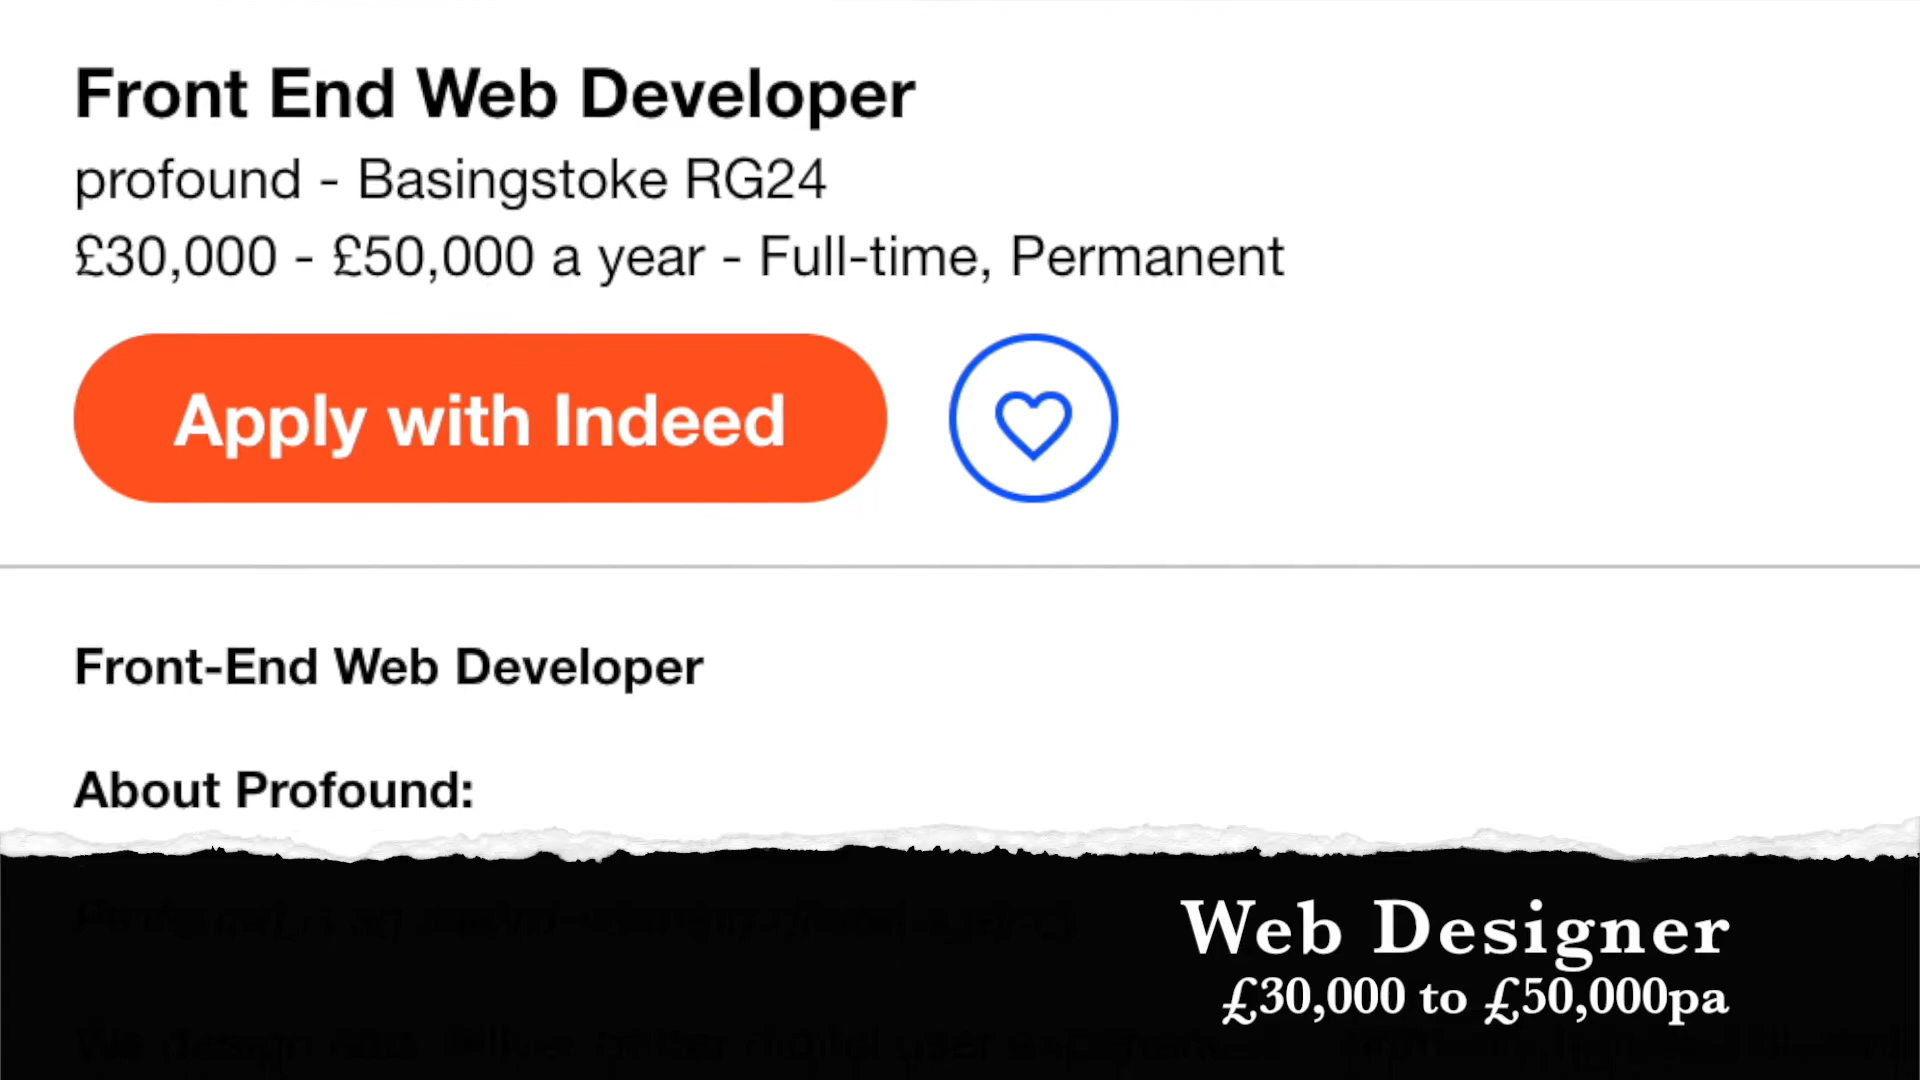 Front End Web Developer
profound - Basingstoke RG24
£30,000 - £50,000 a year - Full-time, Permanent
Apply with Indeed
Front-End Web Developer
About Profound:
Web Designer
£30,000 to £50,000pa